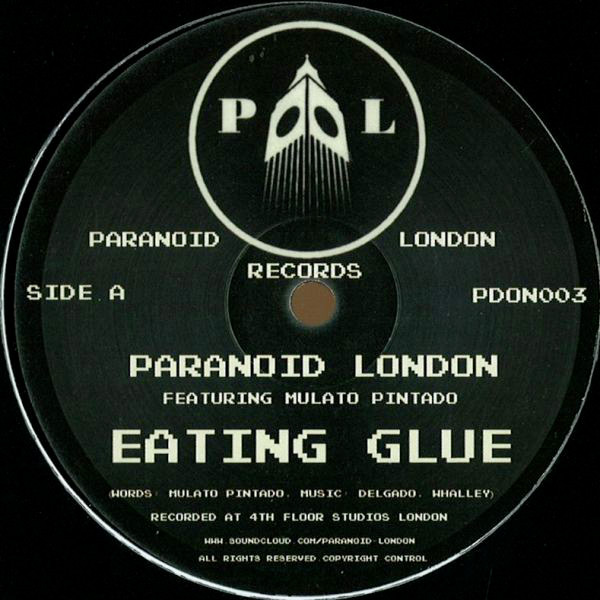 P L
PARANOID LONDON
RECORDS
SIDE A PDON003
PARANOID LONDON
FEATURING MULATO PINTADO
EATING GLUE
(WORDS: MULATO PINTADO. MUSIC: DELGADO. WHALLEY)
RECORDED AT 4TH FLOOR STUDIOS LONDON
WWW.SOUNDCLOUD.COM/PARANOID-LONDON
ALL RIGHTS RESERVED.COPYRIGHT CONTROL